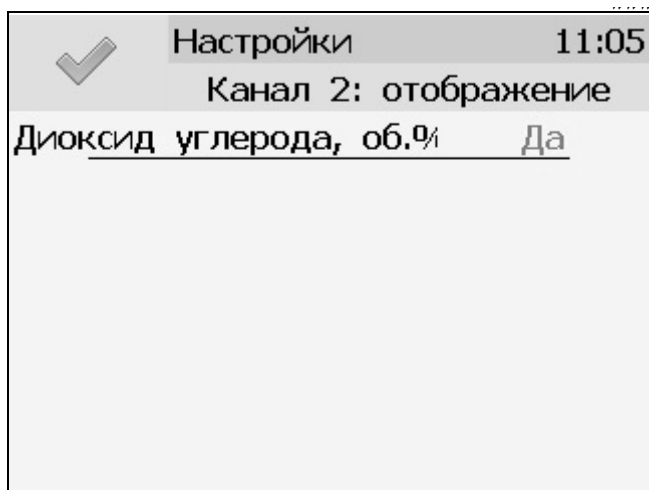 Настройки 11:05
Канал 2: отображение
Диоксид углерода, об.% Да